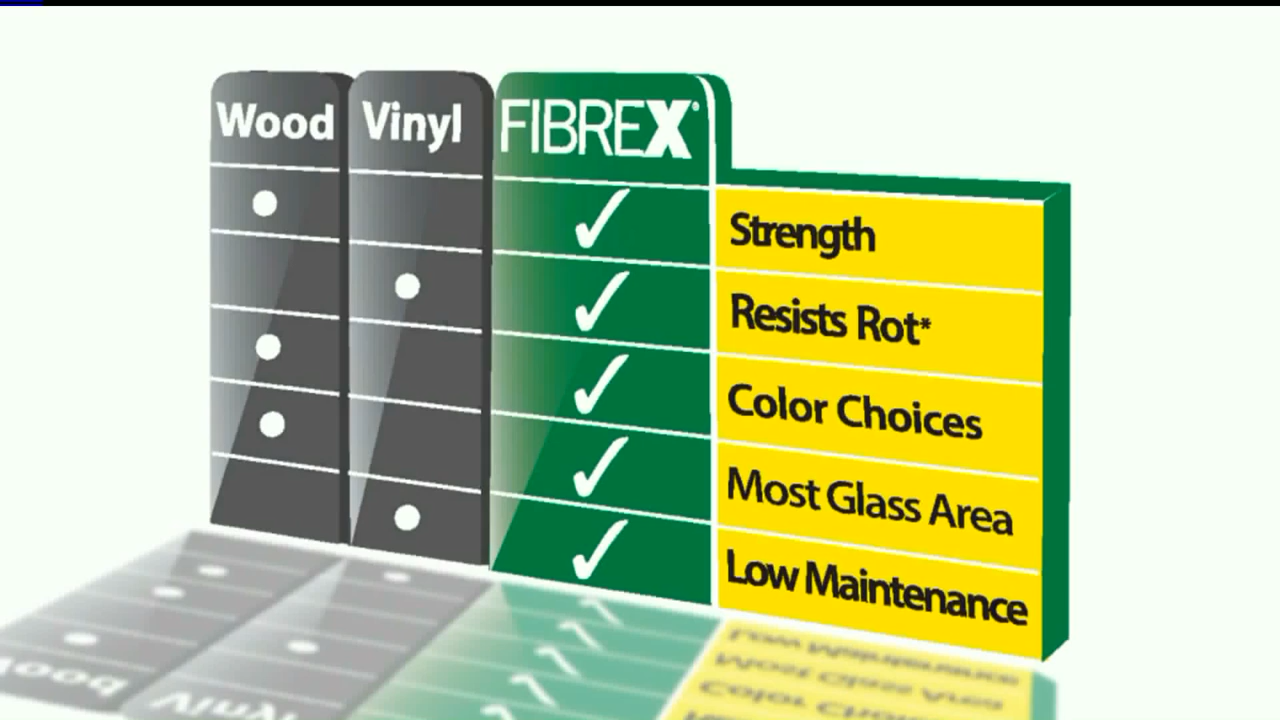 Wood Vinyl FIBREX®
Strength
Resists Rot*
Color Choices
Most Glass Area
Low Maintenance